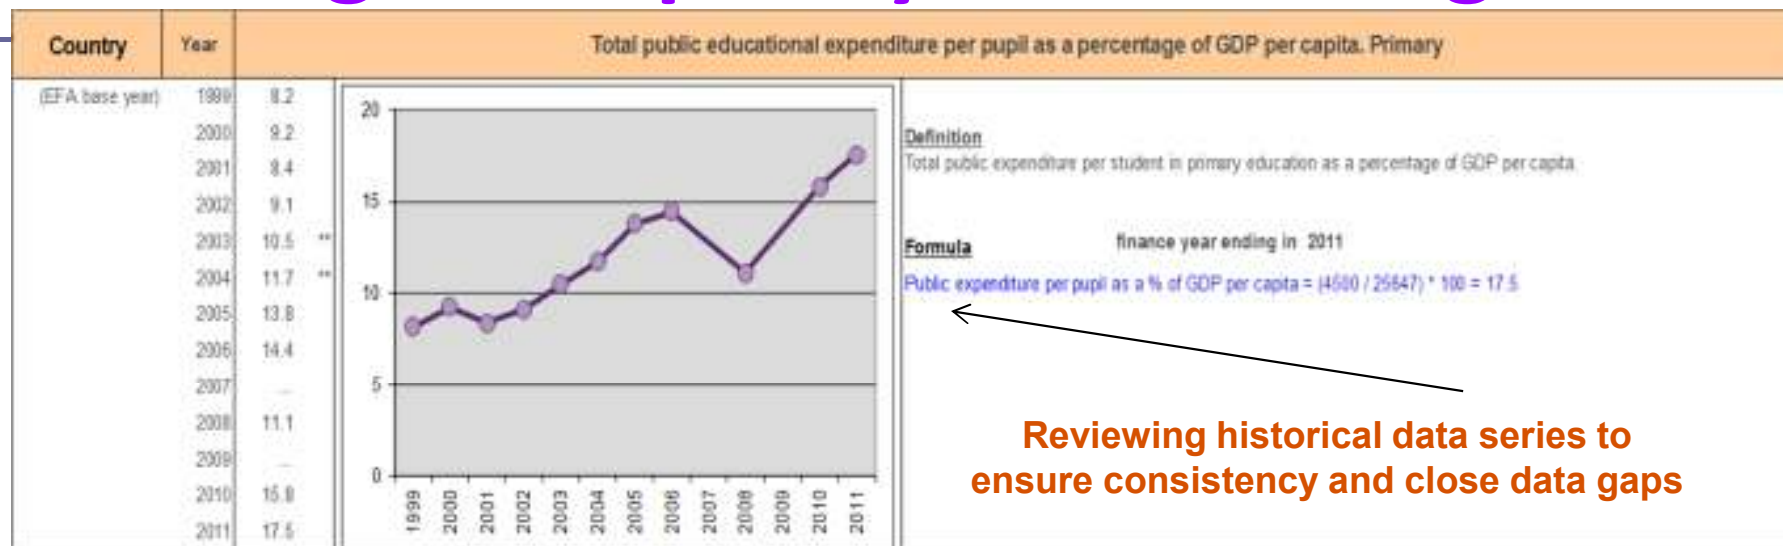 Country Year Total public educational expenditure per pupil as a percentage of GDP per capita. Primary
(EFA base year) 1999 8.2
2000 9.2
2001 8.4
2002 9.1
2003 10.5 **
2004 11.7 **
2005 13.8
2006 14.4
2007 ...
2008 11.1
2009 ...
2010 15.8
2011 17.5
20
15
10
5
0
1999 2000 2001 2002 2003 2004 2005 2006 2007 2008 2009 2010 2011
Definition
Total public expenditure per student in primary education as a percentage of GDP per capita.
Formula finance year ending in 2011
Public expenditure per pupil as a % of GDP per capita = (4500 / 25647) * 100 = 17.5
Reviewing historical data series to
ensure consistency and close data gaps